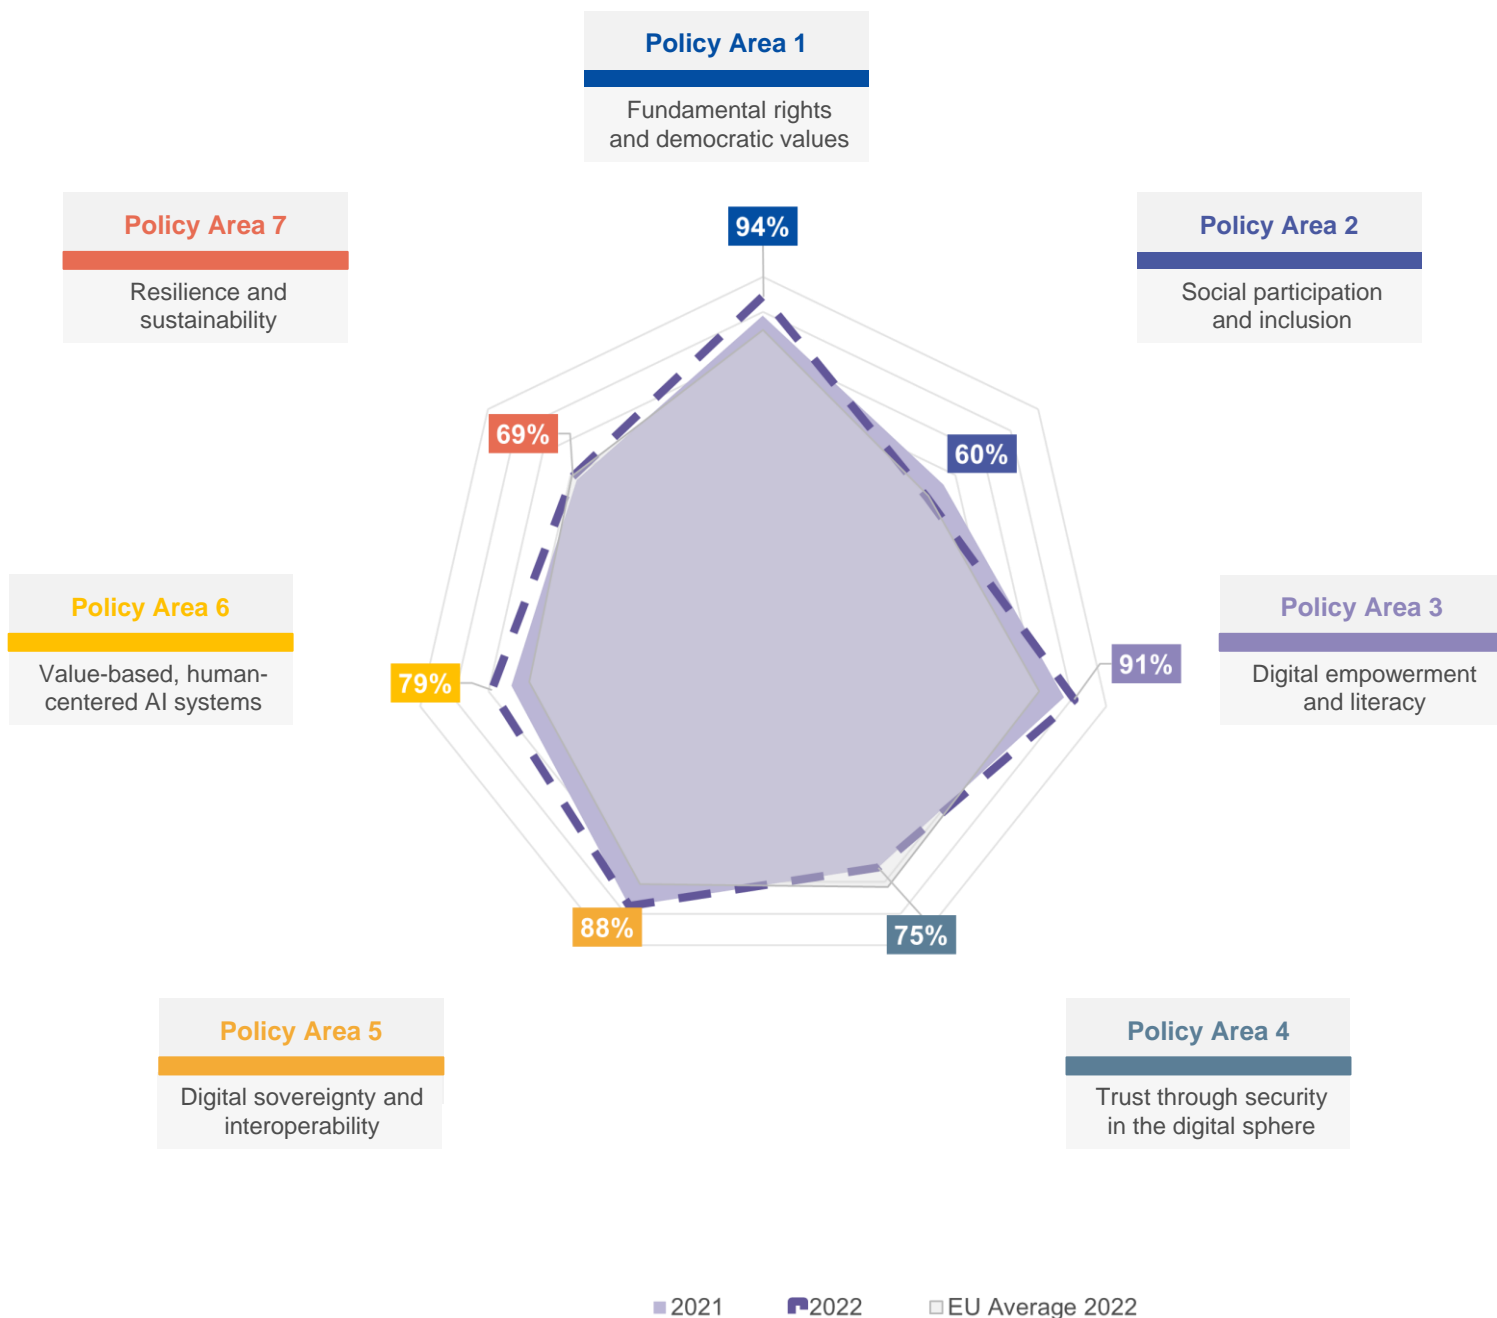 Policy Area 1
Fundamental rights
and democratic values
Policy Area 7
Resilience and
sustainability
94%
Policy Area 2
Social participation
and inclusion
69%
60%
Policy Area 6
Value-based, human-
centered AI systems
79%
91%
Policy Area 3
Digital empowerment
and literacy
88%
75%
Policy Area 5
Digital sovereignty and
interoperability
Policy Area 4
Trust through security
in the digital sphere
2021 2022 EU Average 2022